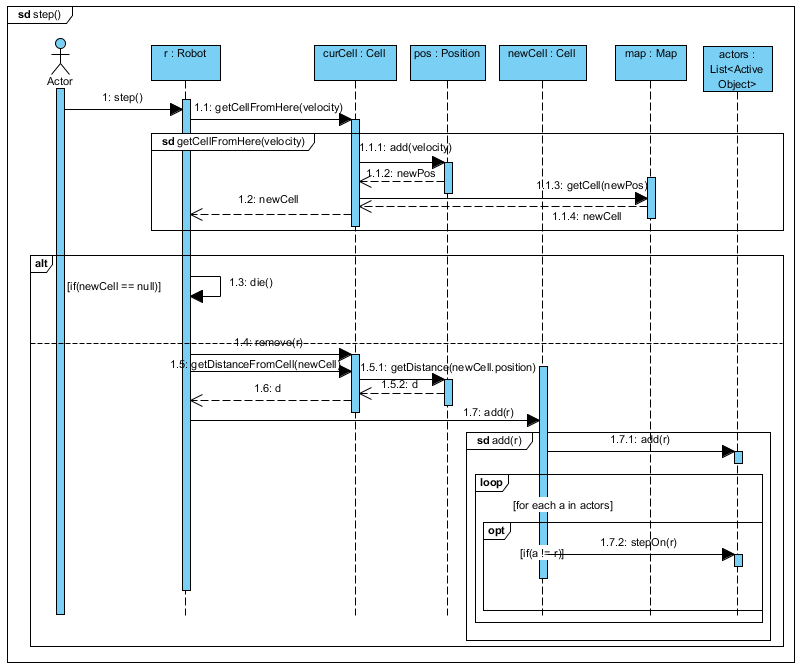 sd step()
Actor
r : Robot
curCell : Cell
pos : Position
newCell : Cell
map : Map
actors :
List<Active
Object>
1: step()
1.1: getCellFromHere(velocity)
sd getCellFromHere(velocity)
1.1.1: add(velocity)
1.1.2: newPos
1.1.3: getCell(newPos)
1.2: newCell
1.1.4: newCell
alt
[if(newCell == null)]
1.3: die()
1.4: remove(r)
1.5: getDistanceFromCell(newCell)
1.5.1: getDistance(newCell.position)
1.5.2: d
1.6: d
1.7: add(r)
sd add(r)
1.7.1: add(r)
loop
[for each a in actors]
opt
1.7.2: stepOn(r)
[if(a != r)]